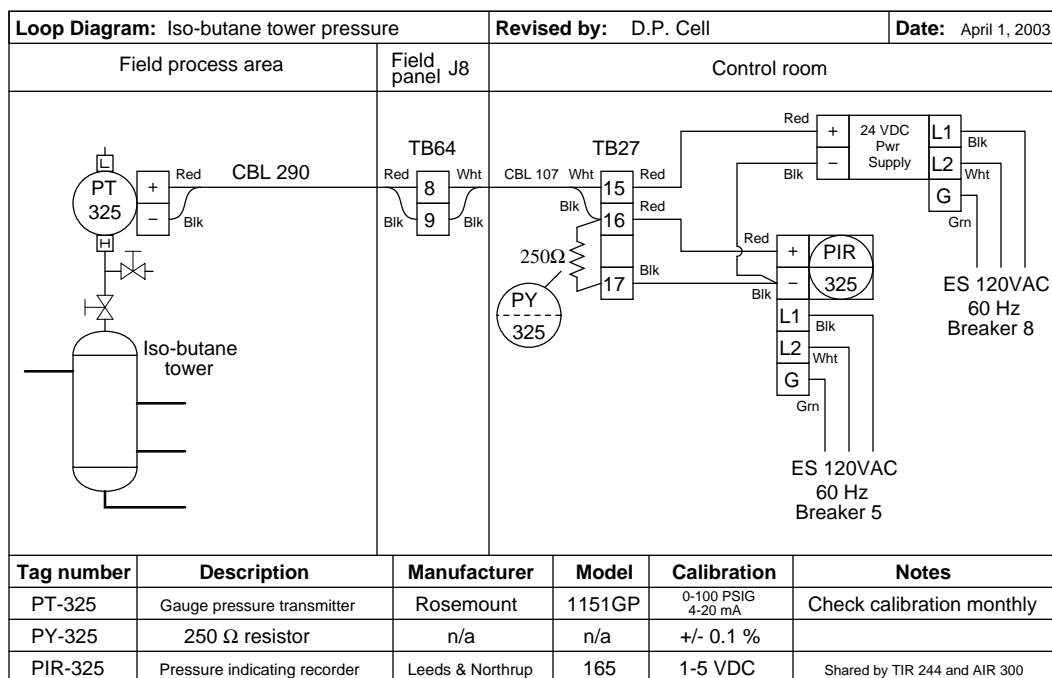 Loop Diagram: Iso-butane tower pressure
Revised by: D.P. Cell
Date: April 1, 2003
Field process area
Field panel J8
Control room
L
PT
325
H
+
−
Red
Blk
CBL 290
TB64
Red
Blk
8
9
Wht
Blk
CBL 107
TB27
Wht
Blk
15
16
17
Red
Red
Blk
250Ω
PY
325
Red
Blk
+
−
24 VDC
Pwr
Supply
L1
L2
G
Blk
Wht
Grn
ES 120VAC
60 Hz
Breaker 8
Red
Blk
+
−
PIR
325
L1
L2
G
Blk
Wht
Grn
ES 120VAC
60 Hz
Breaker 5
Iso-butane
tower
Tag number Description Manufacturer Model Calibration Notes
PT-325 Gauge pressure transmitter Rosemount 1151GP 0-100 PSIG 4-20 mA Check calibration monthly
PY-325 250 Ω resistor n/a n/a +/- 0.1 %
PIR-325 Pressure indicating recorder Leeds & Northrup 165 1-5 VDC Shared by TIR 244 and AIR 300